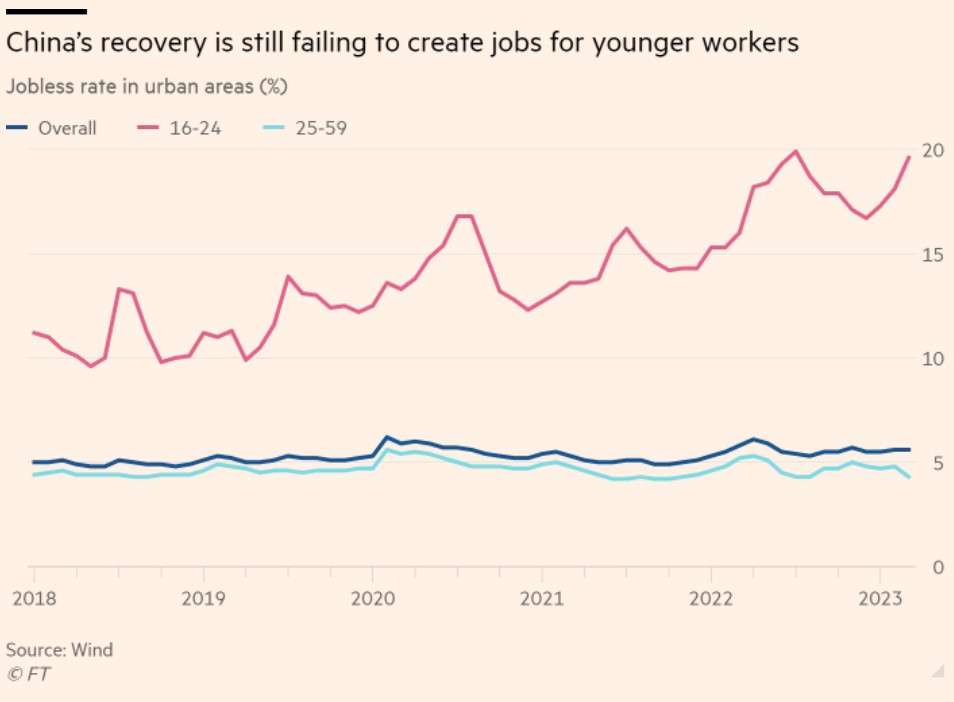 China’s recovery is still failing to create jobs for younger workers
Jobless rate in urban areas (%)
Overall 16-24 25-59
20
15
10
5
0
2018 2019 2020 2021 2022 2023
Source: Wind
© FT